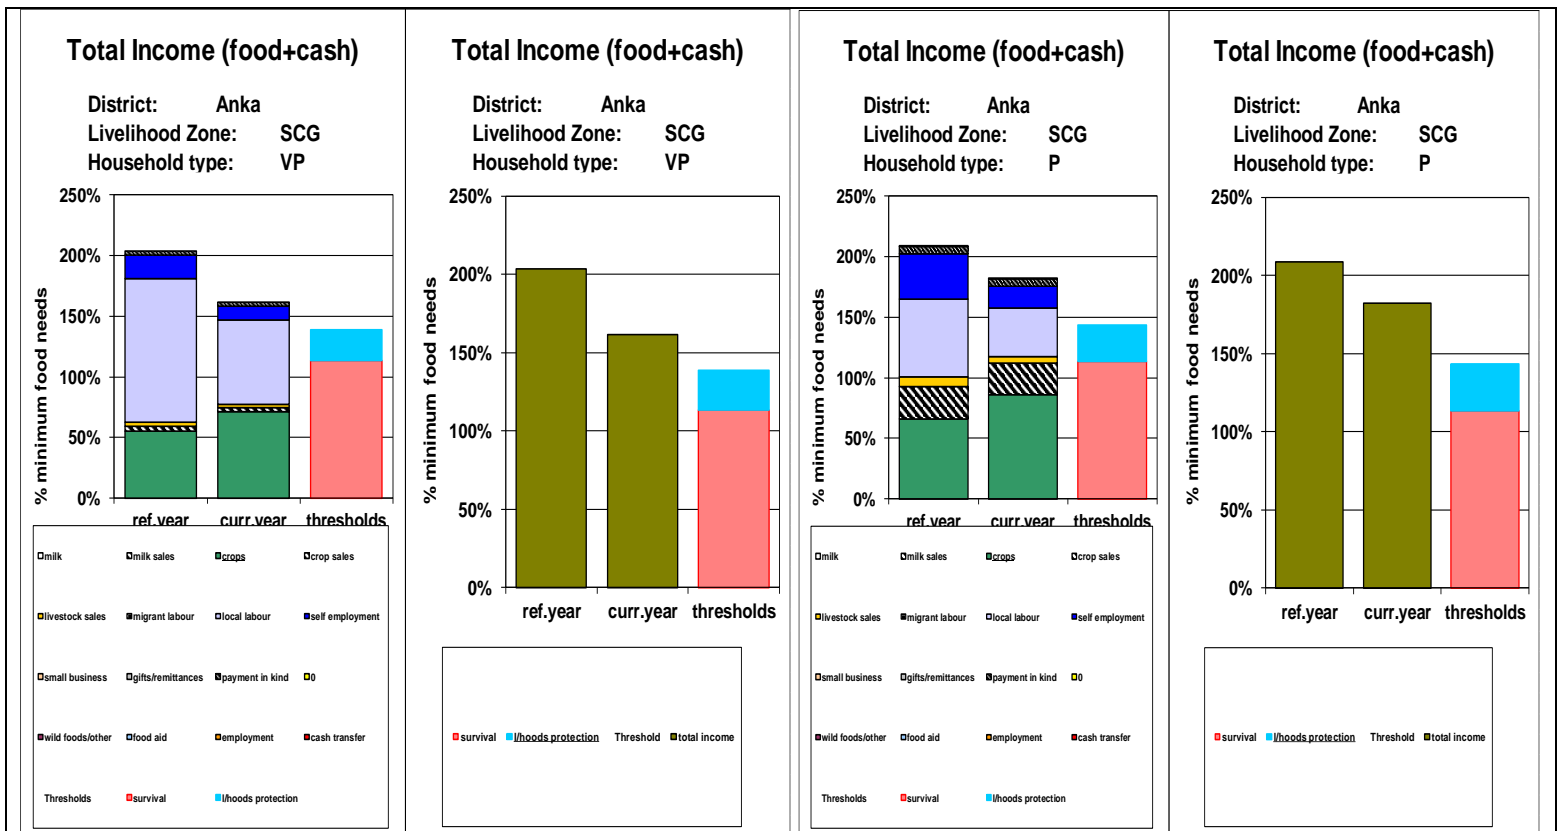 Total Income (food+cash)
District: Anka
Livelihood Zone: SCG
Household type: VP
250%
200%
150%
100%
50%
0%
% minimum food needs
ref.year curr.year thresholds
milk milk sales crops crop sales
livestock sales migrant labour local labour self employment
small business gifts/remittances payment in kind 0
wild foods/other food aid employment cash transfer
Thresholds survival l/hoods protection
Total Income (food+cash)
District: Anka
Livelihood Zone: SCG
Household type: VP
250%
200%
150%
100%
50%
0%
% minimum food needs
ref.year curr.year thresholds
survival l/hoods protection Threshold total income
Total Income (food+cash)
District: Anka
Livelihood Zone: SCG
Household type: P
250%
200%
150%
100%
50%
0%
% minimum food needs
ref.year curr.year thresholds
milk milk sales crops crop sales
livestock sales migrant labour local labour self employment
small business gifts/remittances payment in kind 0
wild foods/other food aid employment cash transfer
Thresholds survival l/hoods protection
Total Income (food+cash)
District: Anka
Livelihood Zone: SCG
Household type: P
250%
200%
150%
100%
50%
0%
% minimum food needs
ref.year curr.year thresholds
survival l/hoods protection Threshold total income